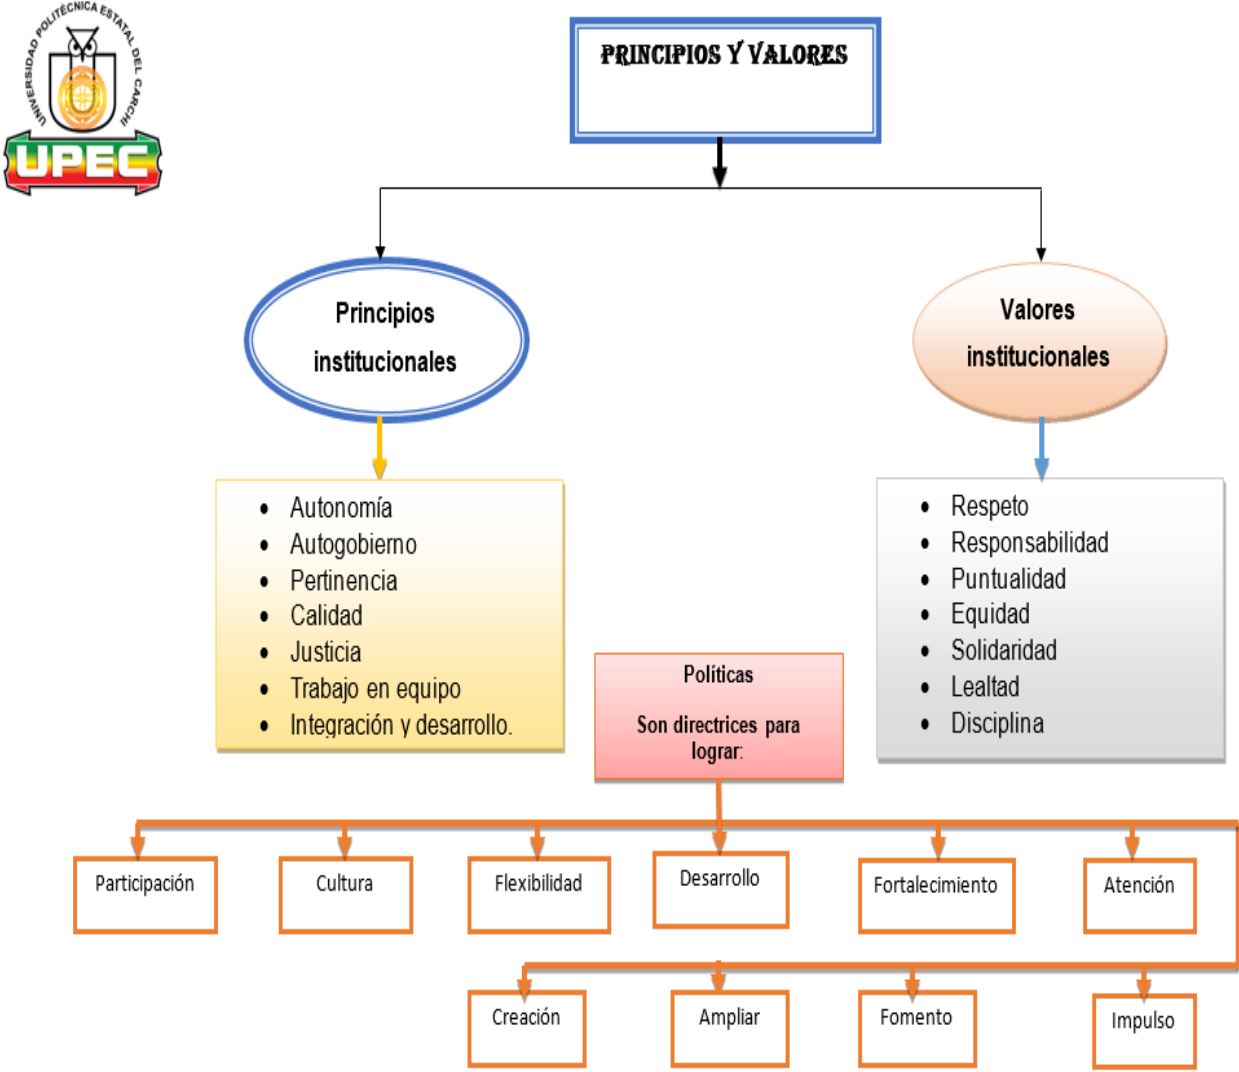 UNIVERSIDAD POLITÉCNICA ESTATAL DEL CARCHI
UPEC
PRINCIPIOS Y VALORES
Principios
institucionales
Valores
institucionales
• Autonomía
• Autogobierno
• Pertinencia
• Calidad
• Justicia
• Trabajo en equipo
• Integración y desarrollo.
• Respeto
• Responsabilidad
• Puntualidad
• Equidad
• Solidaridad
• Lealtad
• Disciplina
Políticas
Son directrices para
lograr:
Participación
Cultura
Flexibilidad
Desarrollo
Fortalecimiento
Atención
Creación
Ampliar
Fomento
Impulso